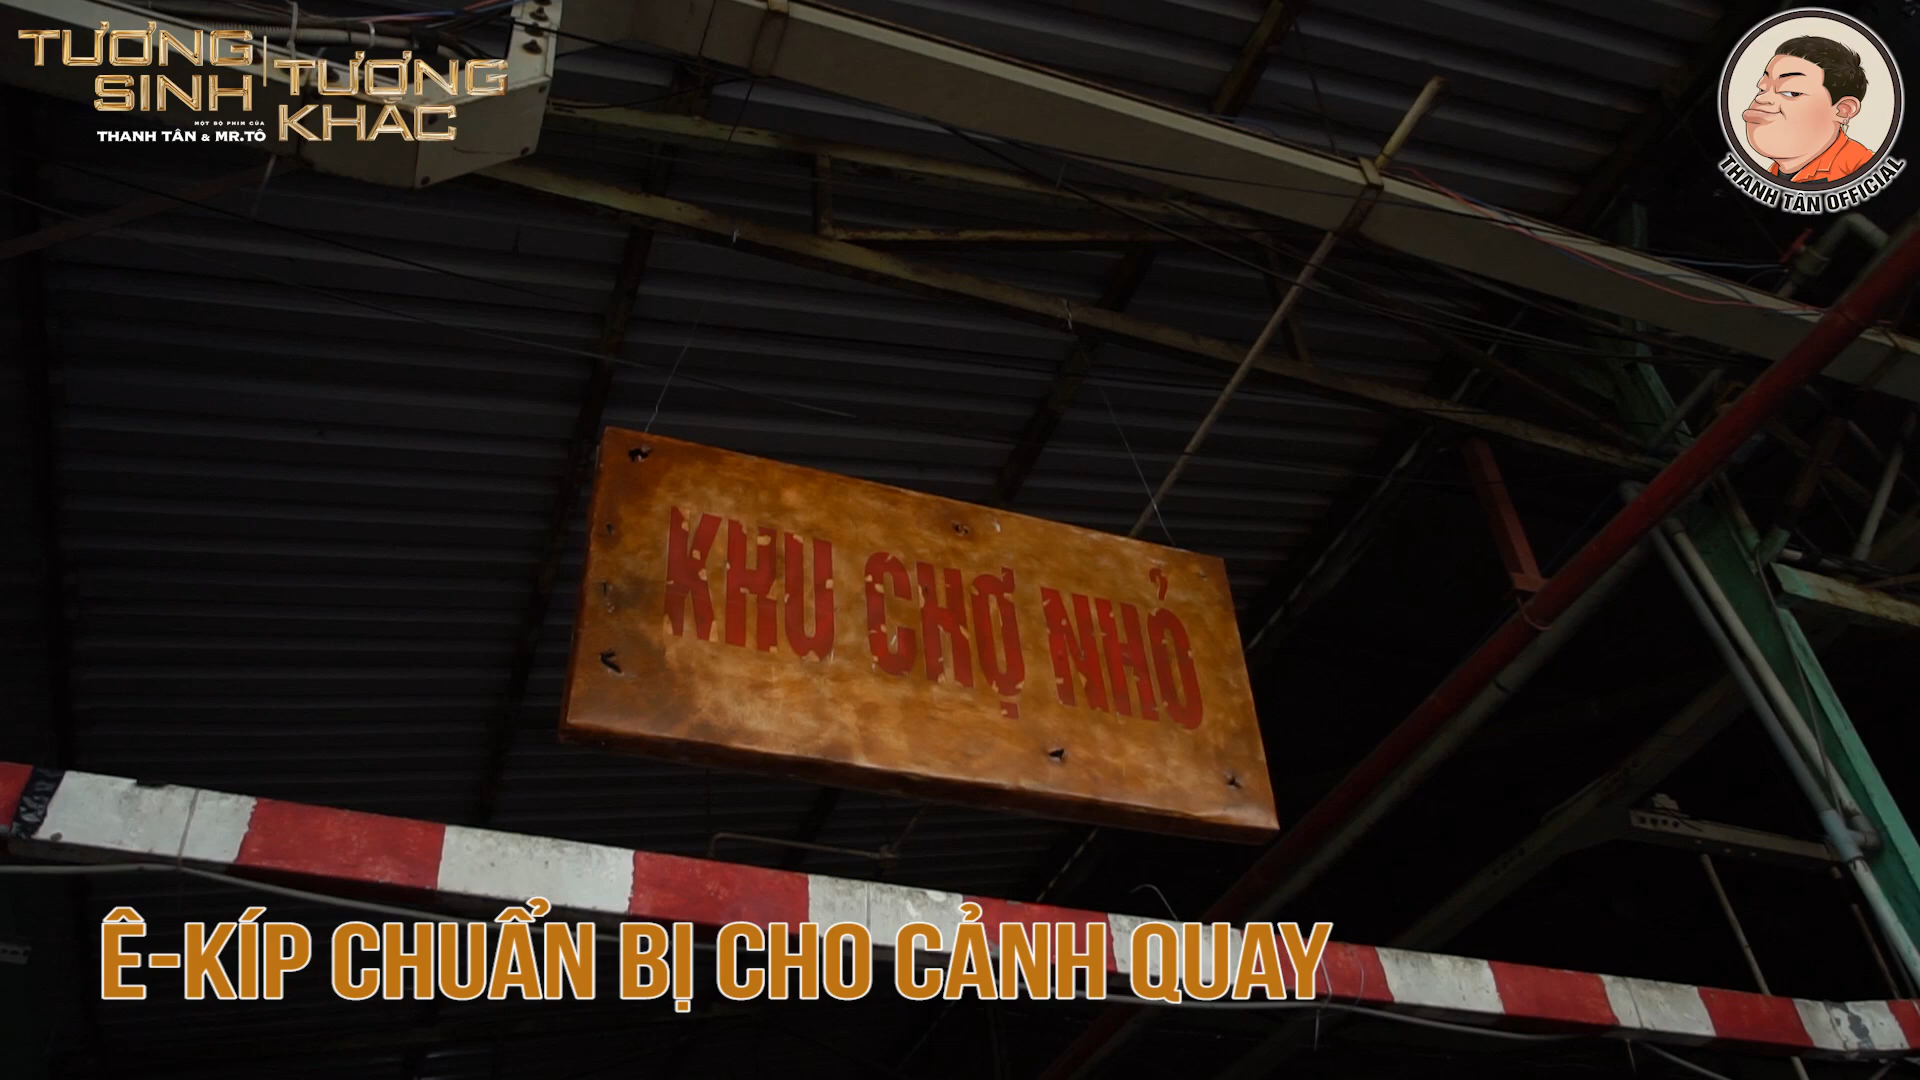 TƯƠNG SINH
TƯƠNG KHẮC
MỘT BỘ PHIM CỦA
THANH TÂN & MR.TÔ
THANH TÂN OFFICIAL
KHU CHỢ NHỎ
Ê-KÍP CHUẨN BỊ CHO CẢNH QUAY